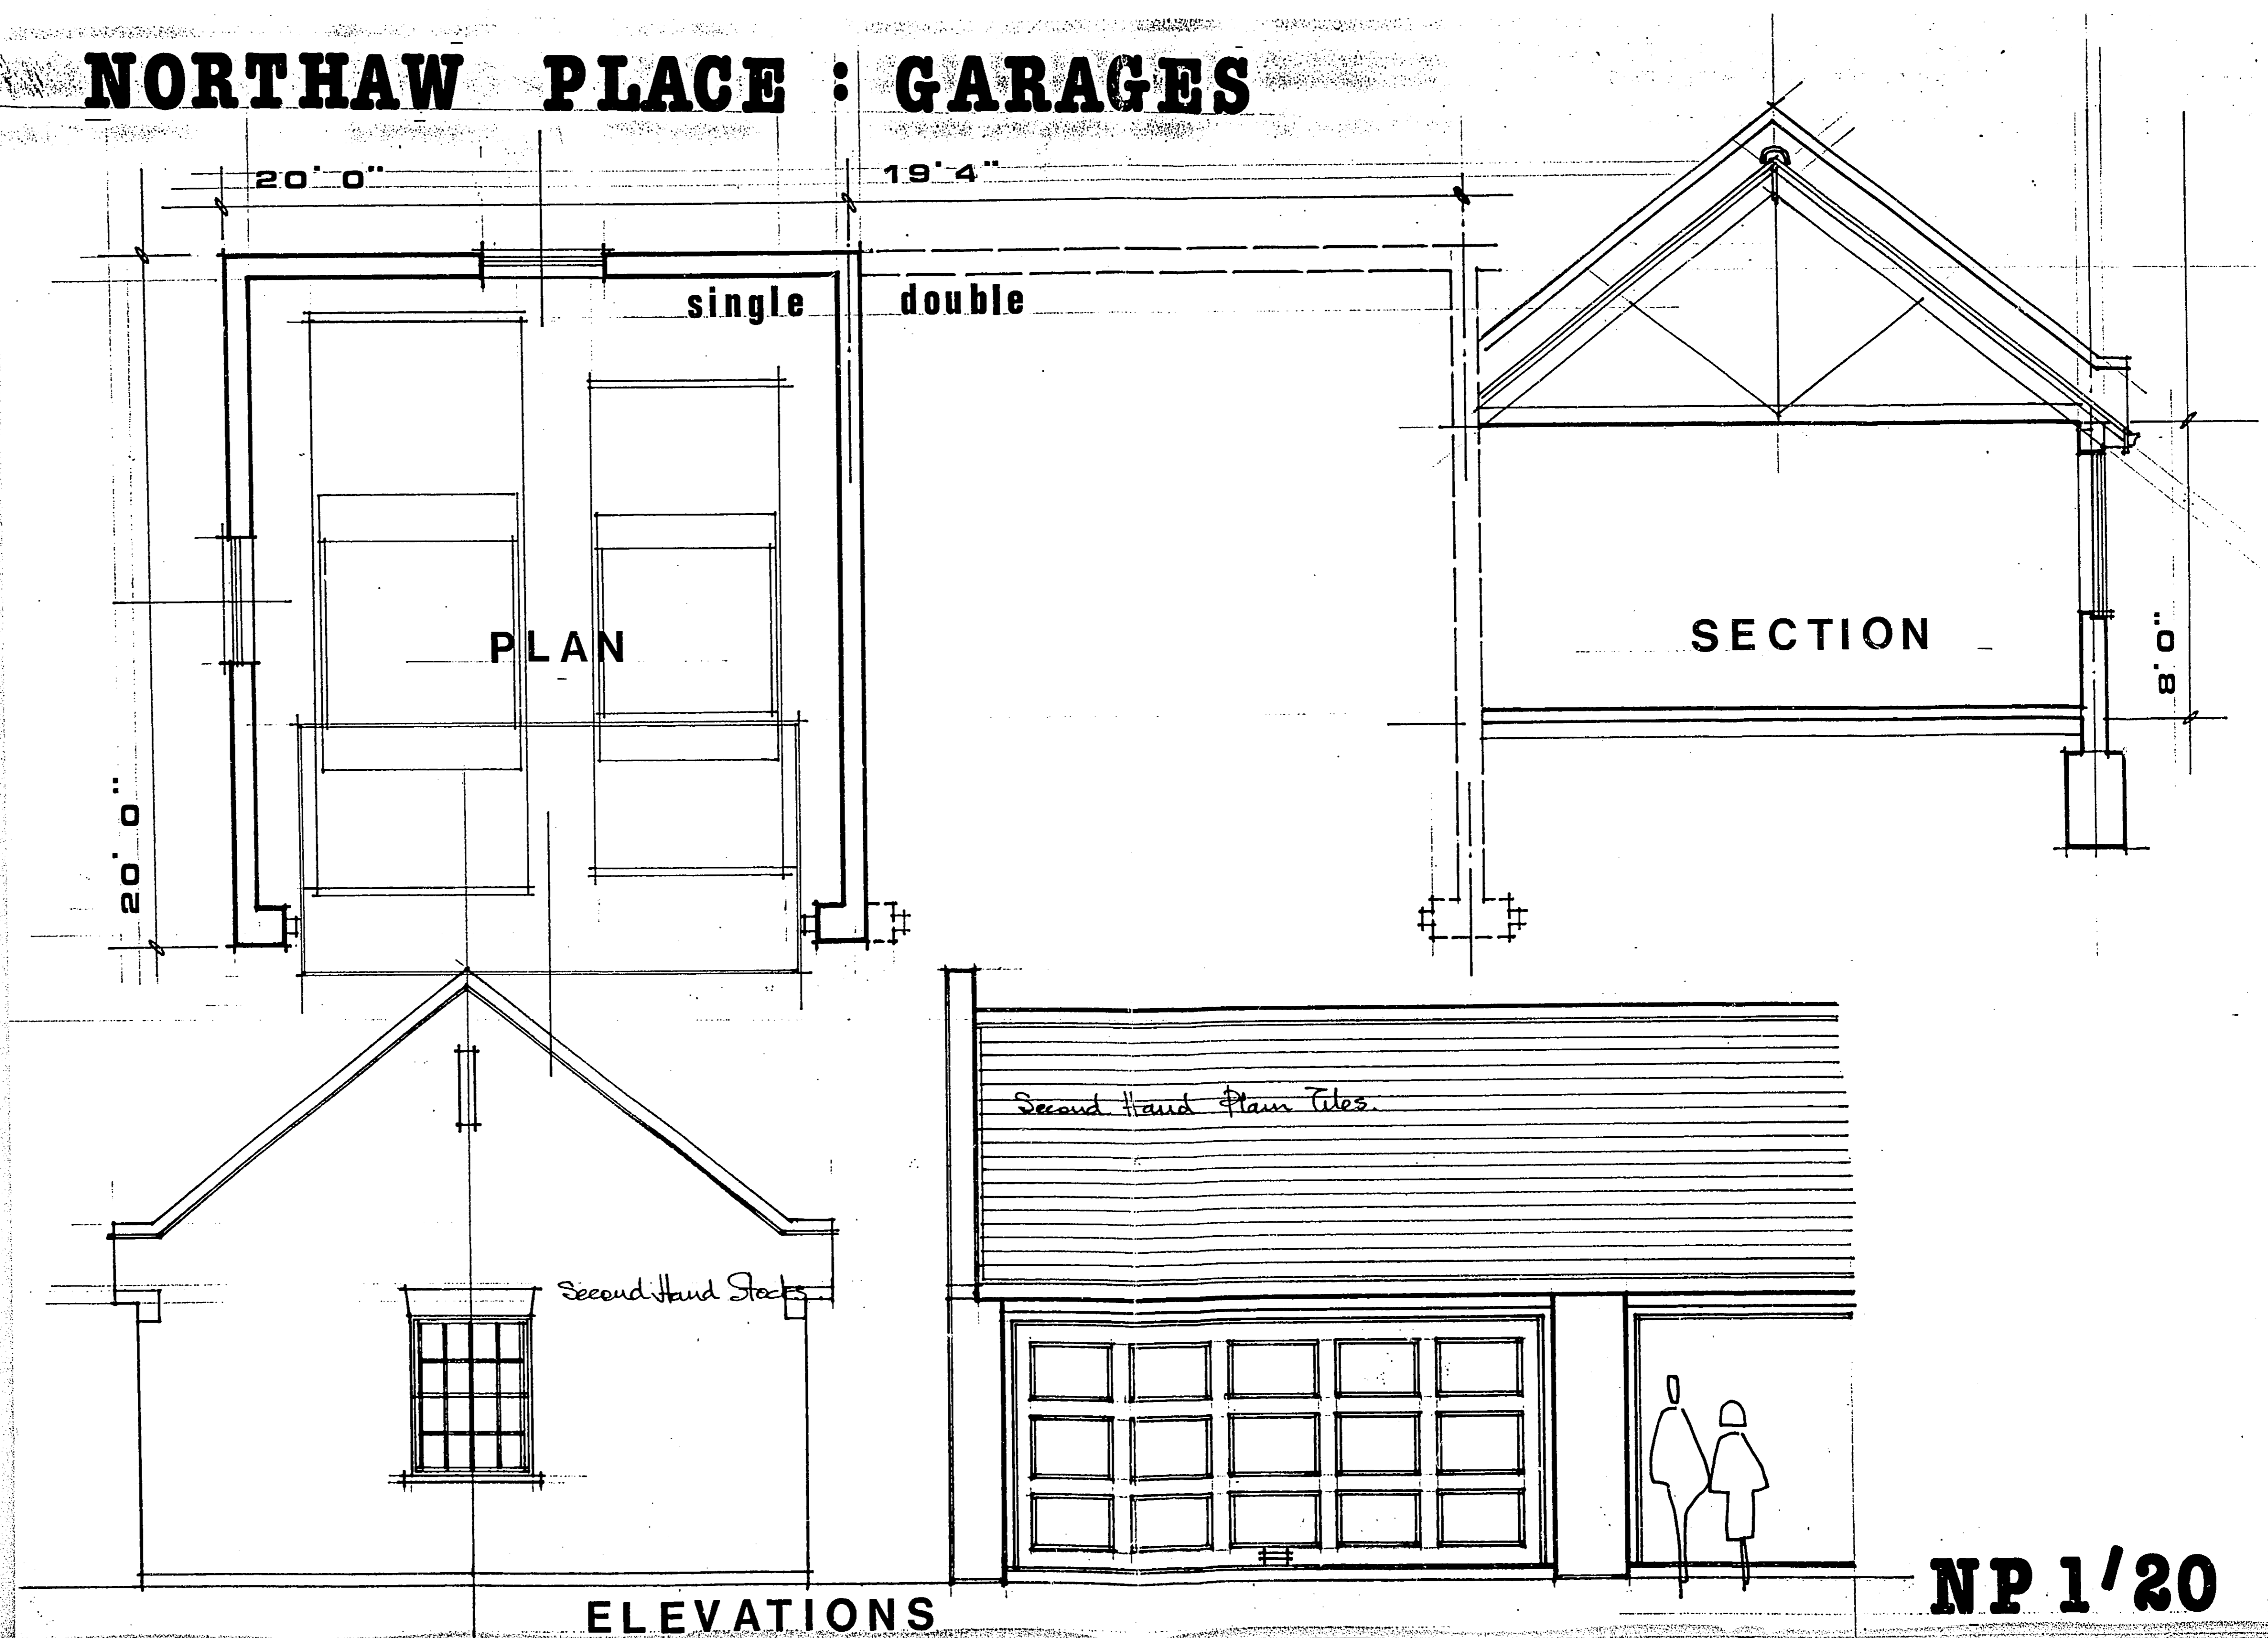 NORTHAW PLACE : GARAGES
20' 0"
19' 4"
single
double
PLAN
SECTION
8' 0"
20' 0"
Second Hand Plain Tiles.
Second Hand Stocks
ELEVATIONS
NP 1/20